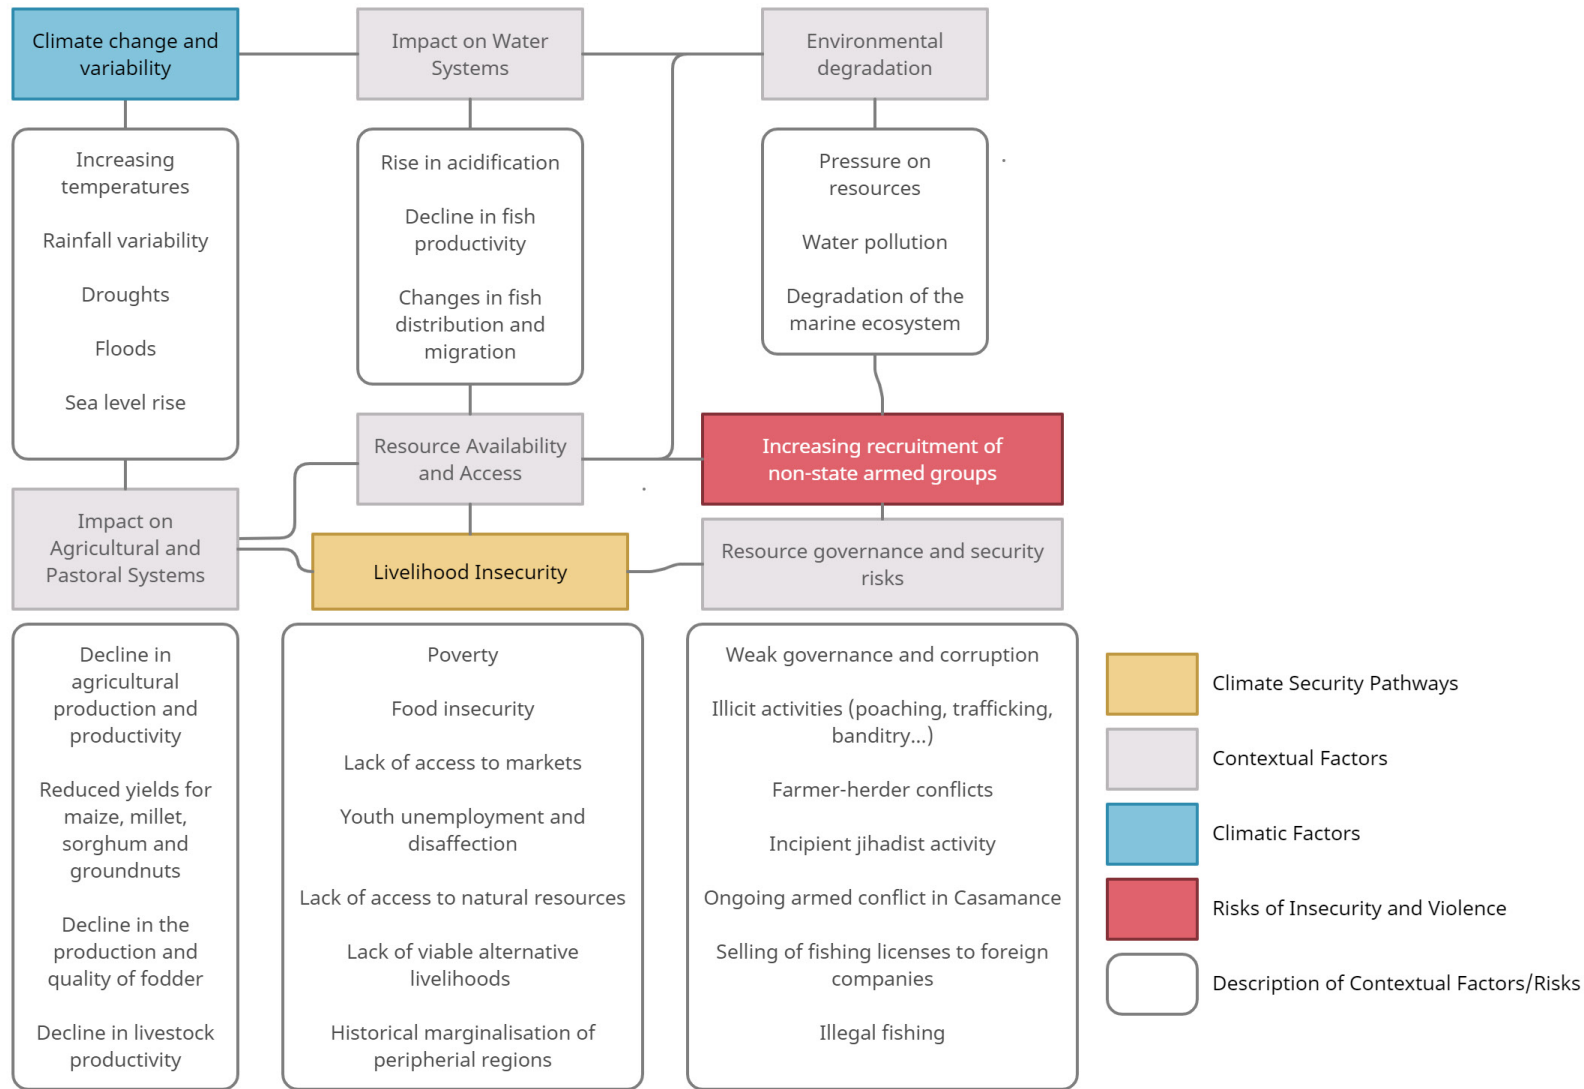 Climate change and
variability
Impact on Water
Systems
Environmental
degradation
Increasing
temperatures
Rainfall variability
Droughts
Floods
Sea level rise
Rise in acidification
Decline in fish
productivity
Changes in fish
distribution and
migration
Pressure on
resources
Water pollution
Degradation of the
marine ecosystem
Resource Availability
and Access
Increasing recruitment of
non-state armed groups
Impact on
Agricultural and
Pastoral Systems
Livelihood Insecurity
Resource governance and security
risks
Decline in
agricultural
production and
productivity
Reduced yields for
maize, millet,
sorghum and
groundnuts
Decline in the
production and
quality of fodder
Decline in livestock
productivity
Poverty
Food insecurity
Lack of access to markets
Youth unemployment and
disaffection
Lack of access to natural resources
Lack of viable alternative
livelihoods
Historical marginalisation of
peripherial regions
Weak governance and corruption
Illicit activities (poaching, trafficking,
banditry...)
Farmer-herder conflicts
Incipient jihadist activity
Ongoing armed conflict in Casamance
Selling of fishing licenses to foreign
companies
Illegal fishing
Climate Security Pathways
Contextual Factors
Climatic Factors
Risks of Insecurity and Violence
Description of Contextual Factors/Risks